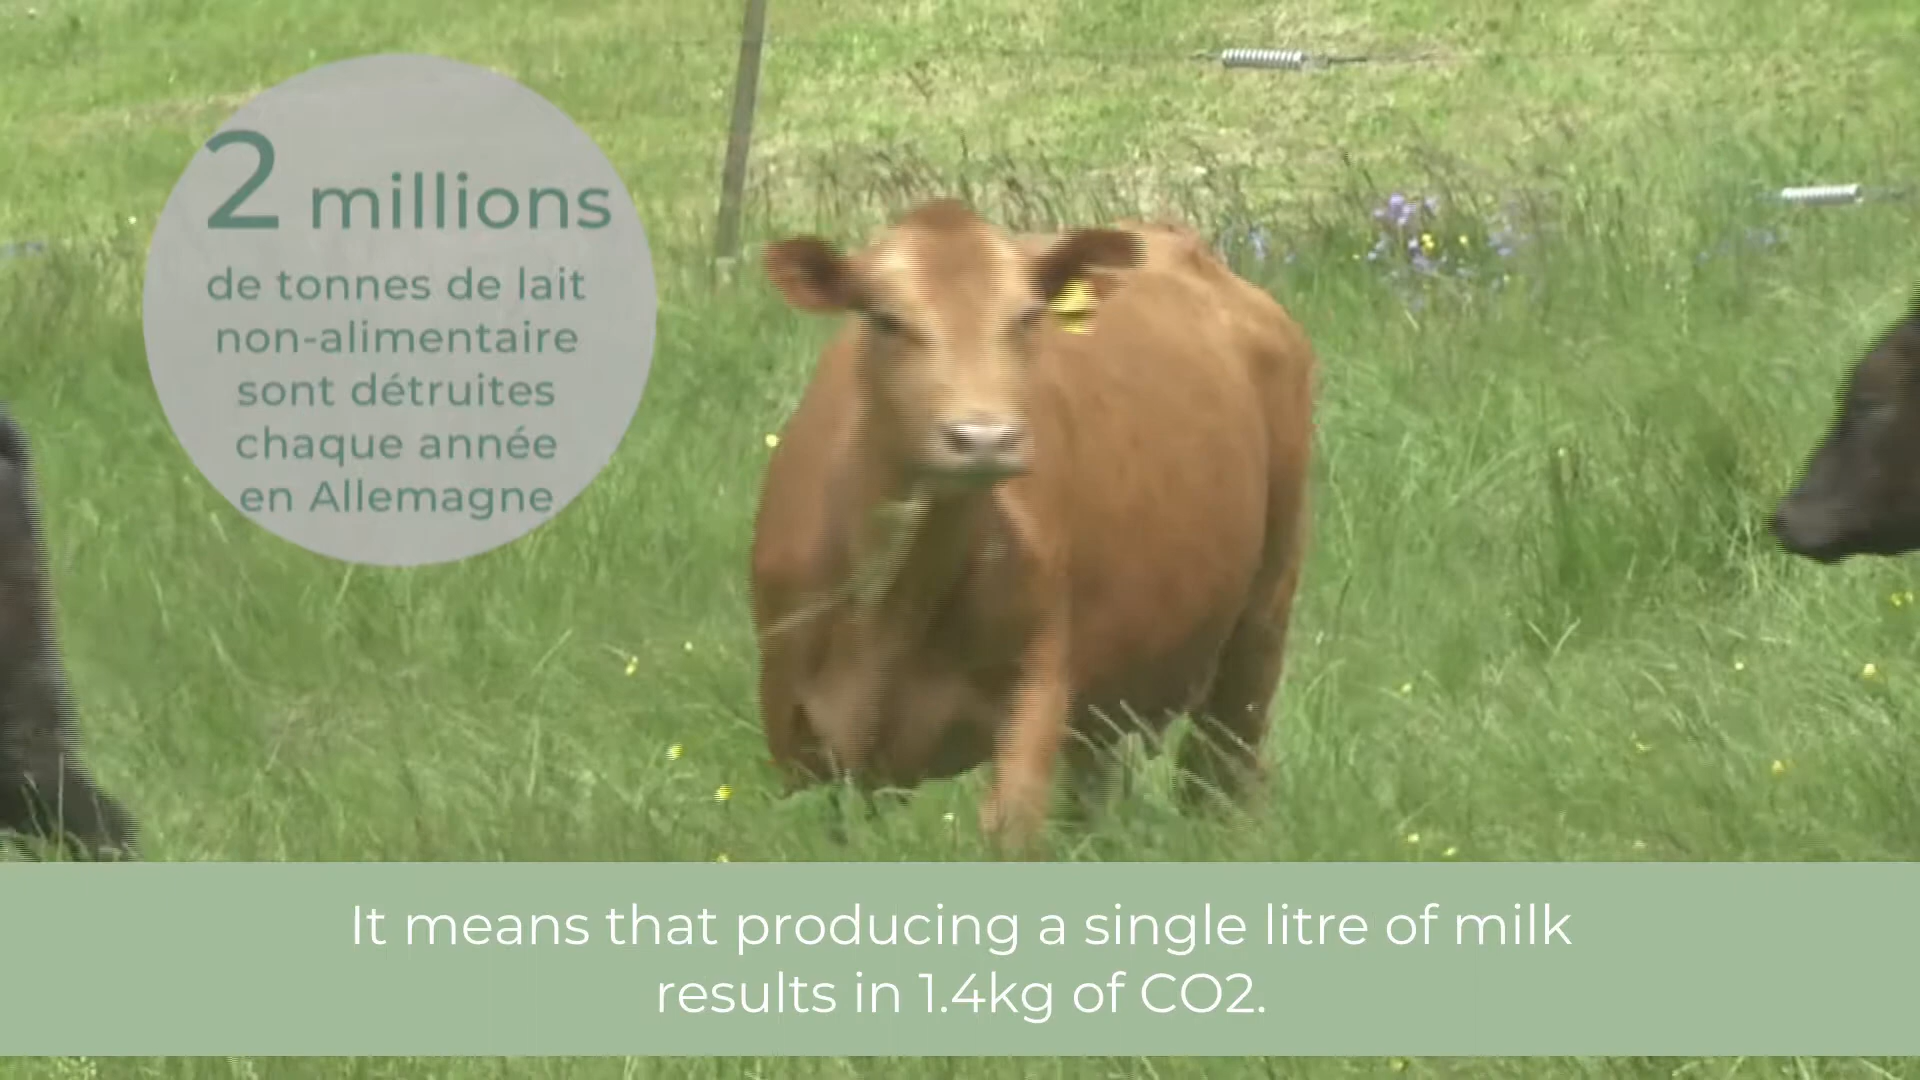 2 millions
de tonnes de lait
non-alimentaire
sont détruites
chaque année
en Allemagne
It means that producing a single litre of milk
results in 1.4kg of CO2.